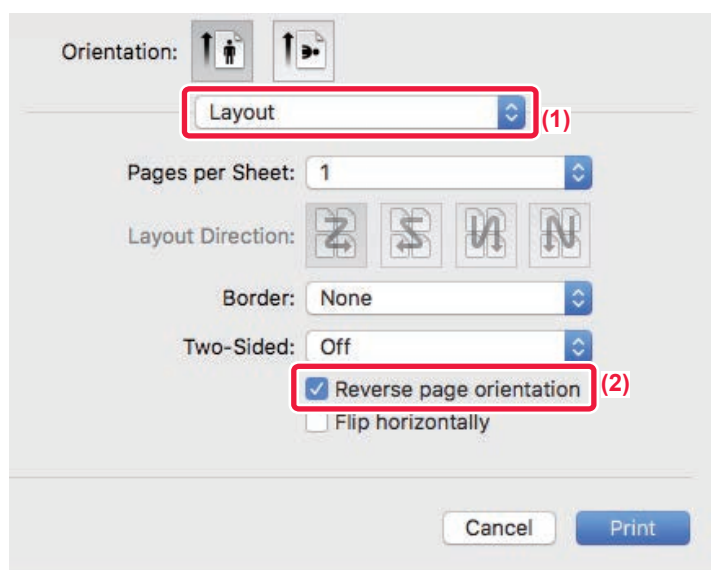 Orientation:
Layout
(1)
Pages per Sheet: 1
Layout Direction:
Border: None
Two-Sided: Off
Reverse page orientation
(2)
Flip horizontally
Cancel Print